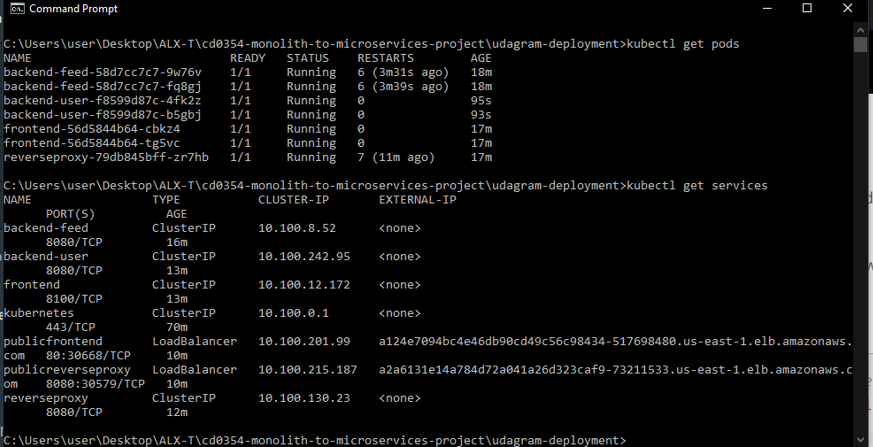 Command Prompt
C:\Users\user\Desktop\ALX-T\cd0354-monolith-to-microservices-project\udagram-deployment>kubectl get pods
NAME READY STATUS RESTARTS AGE
backend-feed-58d7cc7c7-9w76v 1/1 Running 6 (3m31s ago) 18m
backend-feed-58d7cc7c7-fq8gj 1/1 Running 6 (3m39s ago) 18m
backend-user-f8599d87c-4fk2z 1/1 Running 0 95s
backend-user-f8599d87c-b5gbj 1/1 Running 0 93s
frontend-56d5844b64-cbkz4 1/1 Running 0 17m
frontend-56d5844b64-tg5vc 1/1 Running 0 17m
reverseproxy-79db845bff-zr7hb 1/1 Running 7 (11m ago) 17m
C:\Users\user\Desktop\ALX-T\cd0354-monolith-to-microservices-project\udagram-deployment>kubectl get services
NAME TYPE CLUSTER-IP EXTERNAL-IP
PORT(S) AGE
backend-feed ClusterIP 10.100.8.52 <none>
8080/TCP 16m
backend-user ClusterIP 10.100.242.95 <none>
8080/TCP 13m
frontend ClusterIP 10.100.12.172 <none>
8100/TCP 13m
kubernetes ClusterIP 10.100.0.1 <none>
443/TCP 70m
publicfrontend LoadBalancer 10.100.201.99 a124e7094bc4e46db90cd49c56c98434-517698480.us-east-1.elb.amazonaws.
com 80:30668/TCP 10m
publicreverseproxy LoadBalancer 10.100.215.187 a2a6131e14a784d72a041a26d323caf9-73211533.us-east-1.elb.amazonaws.c
om 8080:30579/TCP 10m
reverseproxy ClusterIP 10.100.130.23 <none>
8080/TCP 12m
C:\Users\user\Desktop\ALX-T\cd0354-monolith-to-microservices-project\udagram-deployment>